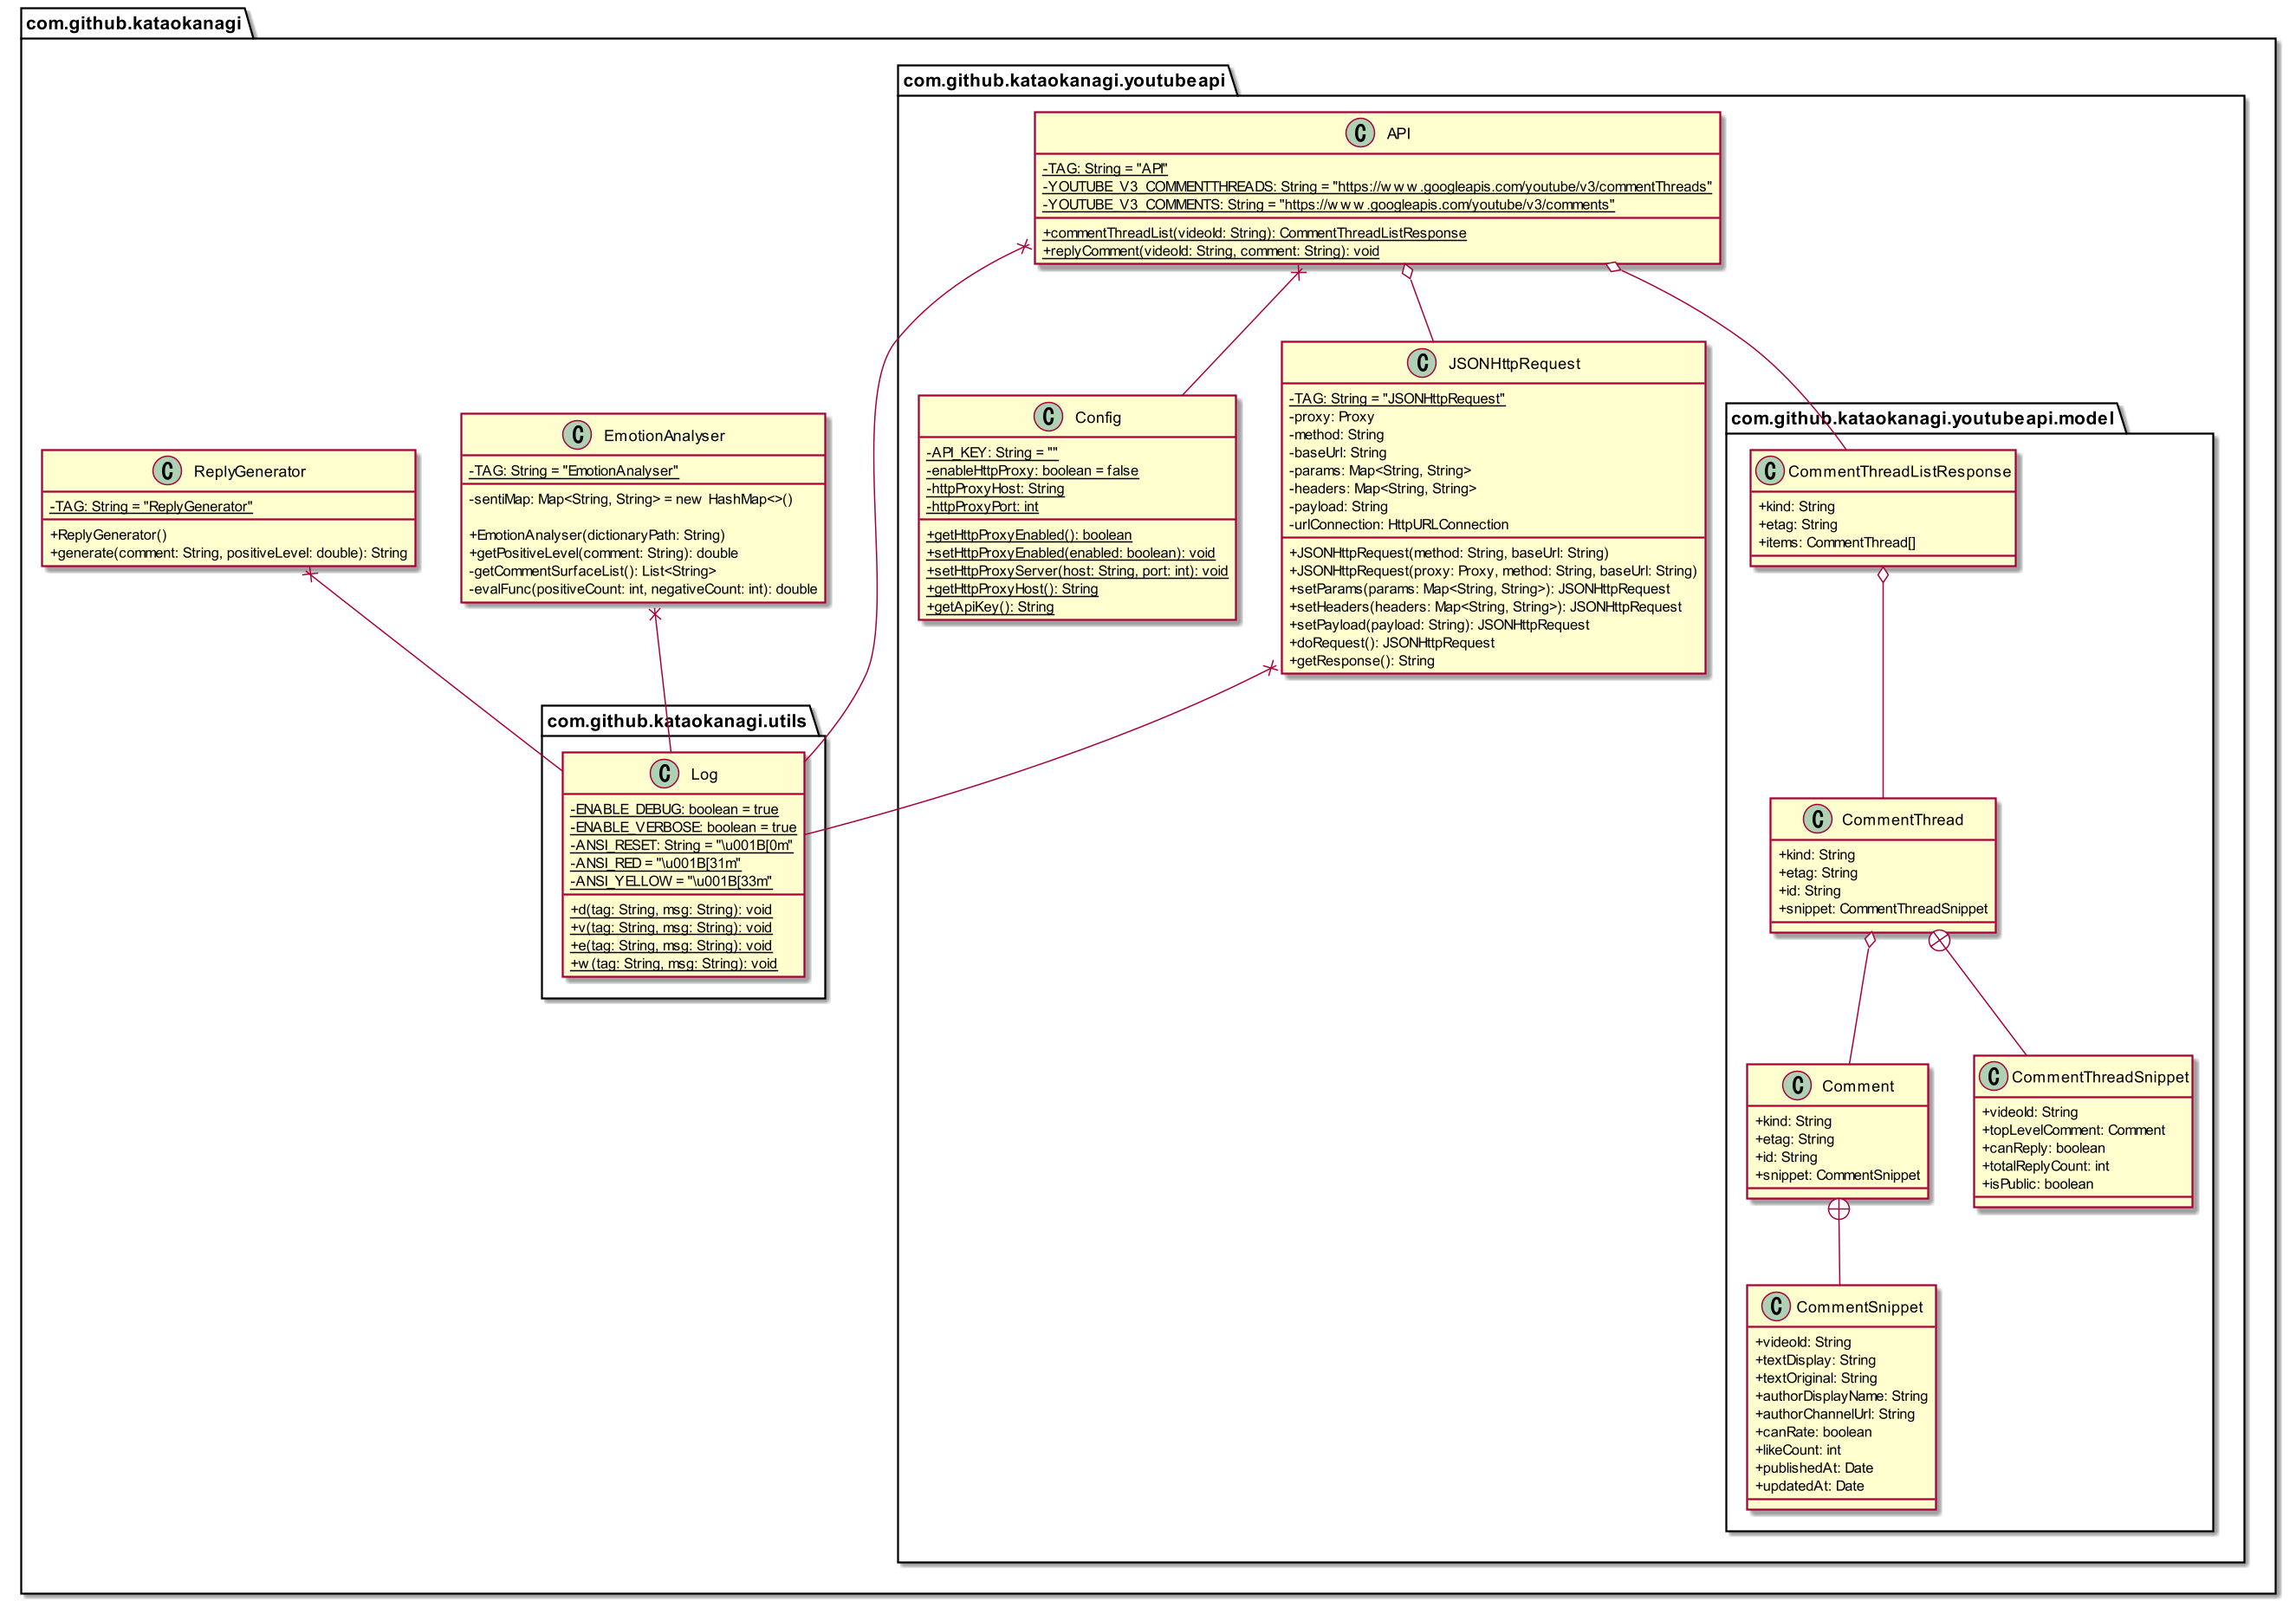 com.github.kataokanagi
com.github.kataokanagi.youtubeapi
C API
-TAG: String = "API"
-YOUTUBE_V3_COMMENTTHREADS: String = "https://www.googleapis.com/youtube/v3/commentThreads"
-YOUTUBE_V3_COMMENTS: String = "https://www.googleapis.com/youtube/v3/comments"
+commentThreadList(videoId: String): CommentThreadListResponse
+replyComment(videoId: String, comment: String): void
C JSONHttpRequest
-TAG: String = "JSONHttpRequest"
-proxy: Proxy
-method: String
-baseUrl: String
-params: Map<String, String>
-headers: Map<String, String>
-payload: String
-urlConnection: HttpURLConnection
+JSONHttpRequest(method: String, baseUrl: String)
+JSONHttpRequest(proxy: Proxy, method: String, baseUrl: String)
+setParams(params: Map<String, String>): JSONHttpRequest
+setHeaders(headers: Map<String, String>): JSONHttpRequest
+setPayload(payload: String): JSONHttpRequest
+doRequest(): JSONHttpRequest
+getResponse(): String
C Config
-API_KEY: String = ""
-enableHttpProxy: boolean = false
-httpProxyHost: String
-httpProxyPort: int
+getHttpProxyEnabled(): boolean
+setHttpProxyEnabled(enabled: boolean): void
+setHttpProxyServer(host: String, port: int): void
+getHttpProxyHost(): String
+getApiKey(): String
C EmotionAnalyser
-TAG: String = "EmotionAnalyser"
-sentiMap: Map<String, String> = new HashMap<>()
+EmotionAnalyser(dictionaryPath: String)
+getPositiveLevel(comment: String): double
-getCommentSurfaceList(): List<String>
-evalFunc(positiveCount: int, negativeCount: int): double
C ReplyGenerator
-TAG: String = "ReplyGenerator"
+ReplyGenerator()
+generate(comment: String, positiveLevel: double): String
com.github.kataokanagi.utils
C Log
-ENABLE_DEBUG: boolean = true
-ENABLE_VERBOSE: boolean = true
-ANSI_RESET: String = "\u001B[0m"
-ANSI_RED = "\u001B[31m"
-ANSI_YELLOW = "\u001B[33m"
+d(tag: String, msg: String): void
+v(tag: String, msg: String): void
+e(tag: String, msg: String): void
+w(tag: String, msg: String): void
com.github.kataokanagi.youtubeapi.model
C CommentThreadListResponse
+kind: String
+etag: String
+items: CommentThread[]
C CommentThread
+kind: String
+etag: String
+id: String
+snippet: CommentThreadSnippet
C Comment
+kind: String
+etag: String
+id: String
+snippet: CommentSnippet
C CommentThreadSnippet
+videoId: String
+topLevelComment: Comment
+canReply: boolean
+totalReplyCount: int
+isPublic: boolean
C CommentSnippet
+videoId: String
+textDisplay: String
+textOriginal: String
+authorDisplayName: String
+authorChannelUrl: String
+canRate: boolean
+likeCount: int
+publishedAt: Date
+updatedAt: Date